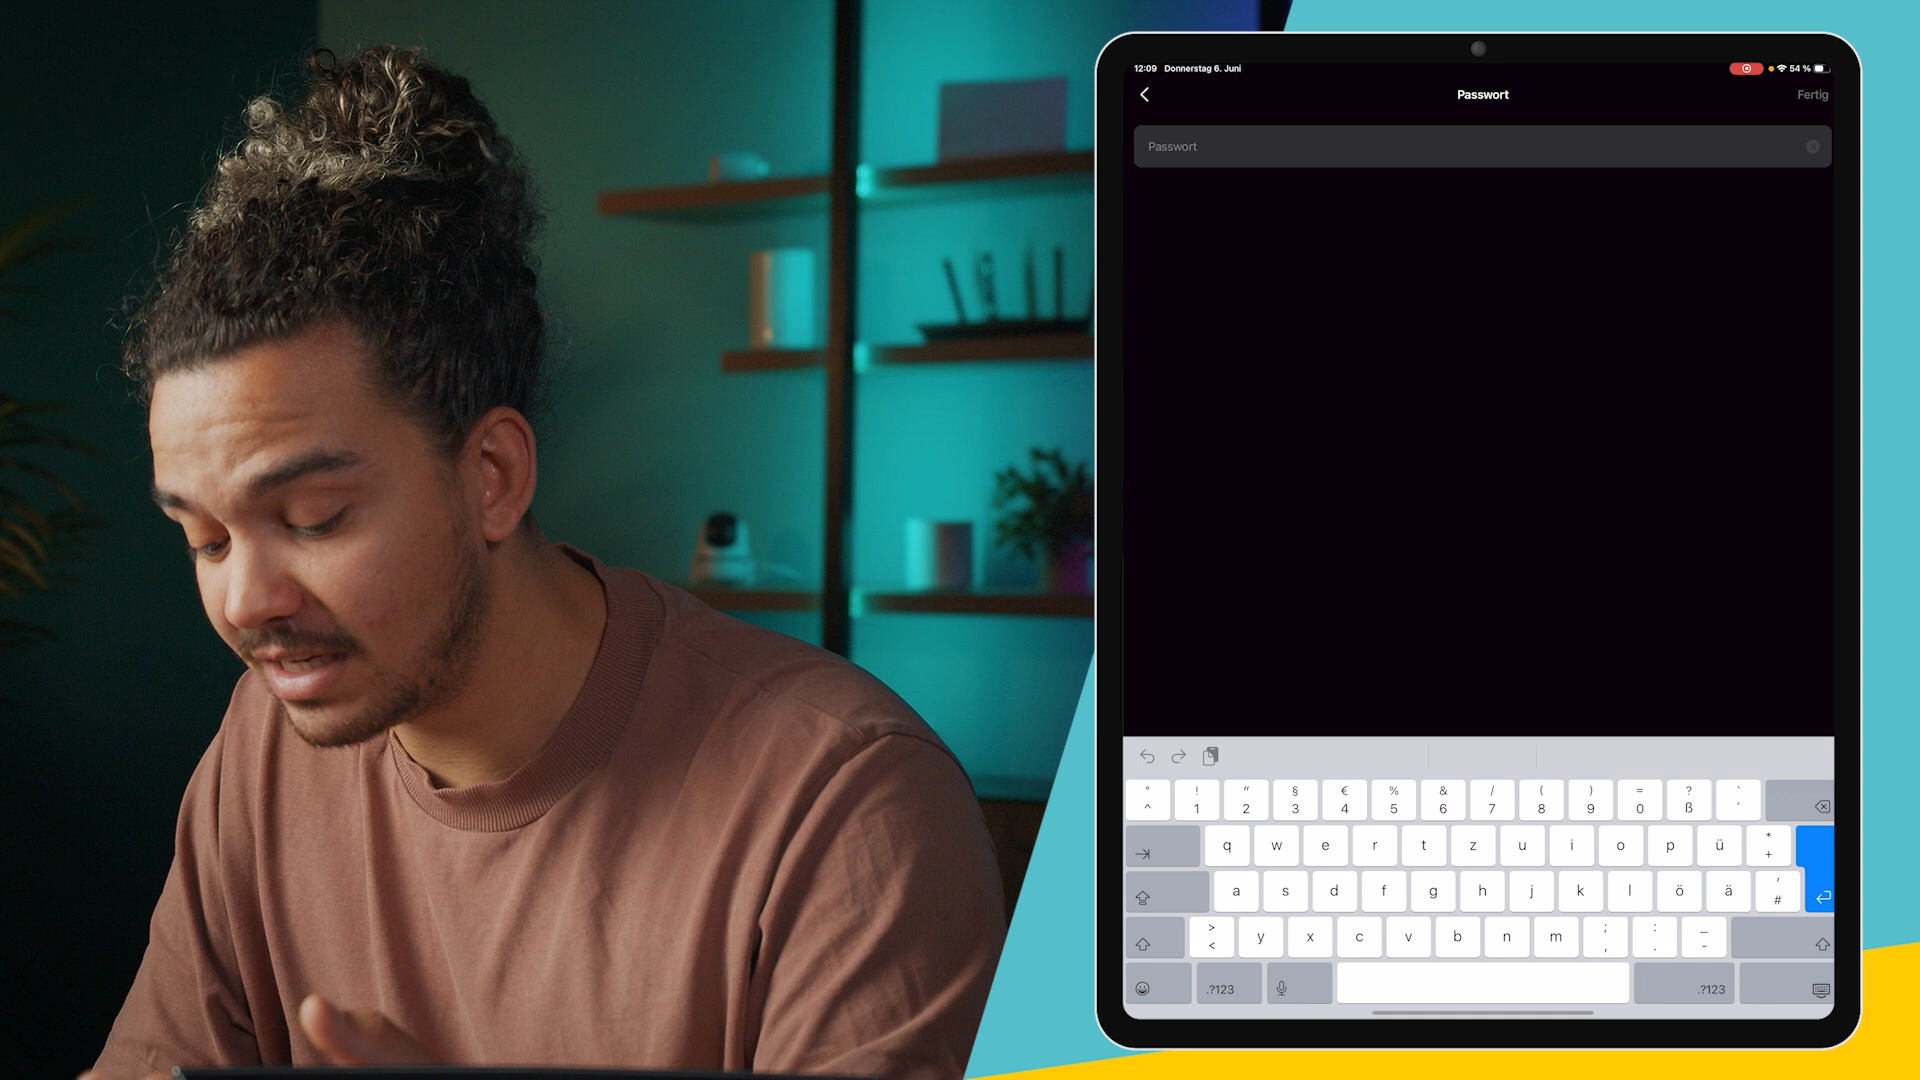 12:09 Donnerstag 6. Juni 54 %
Passwort Fertig
Passwort
° ! " § € % & / ( ) = ? `
^ 1 2 3 4 5 6 7 8 9 0 ß ´
q w e r t z u i o p ü * +
a s d f g h j k l ö ä ' #
> < y x c v b n m ; , : . _ -
.?123 .?123